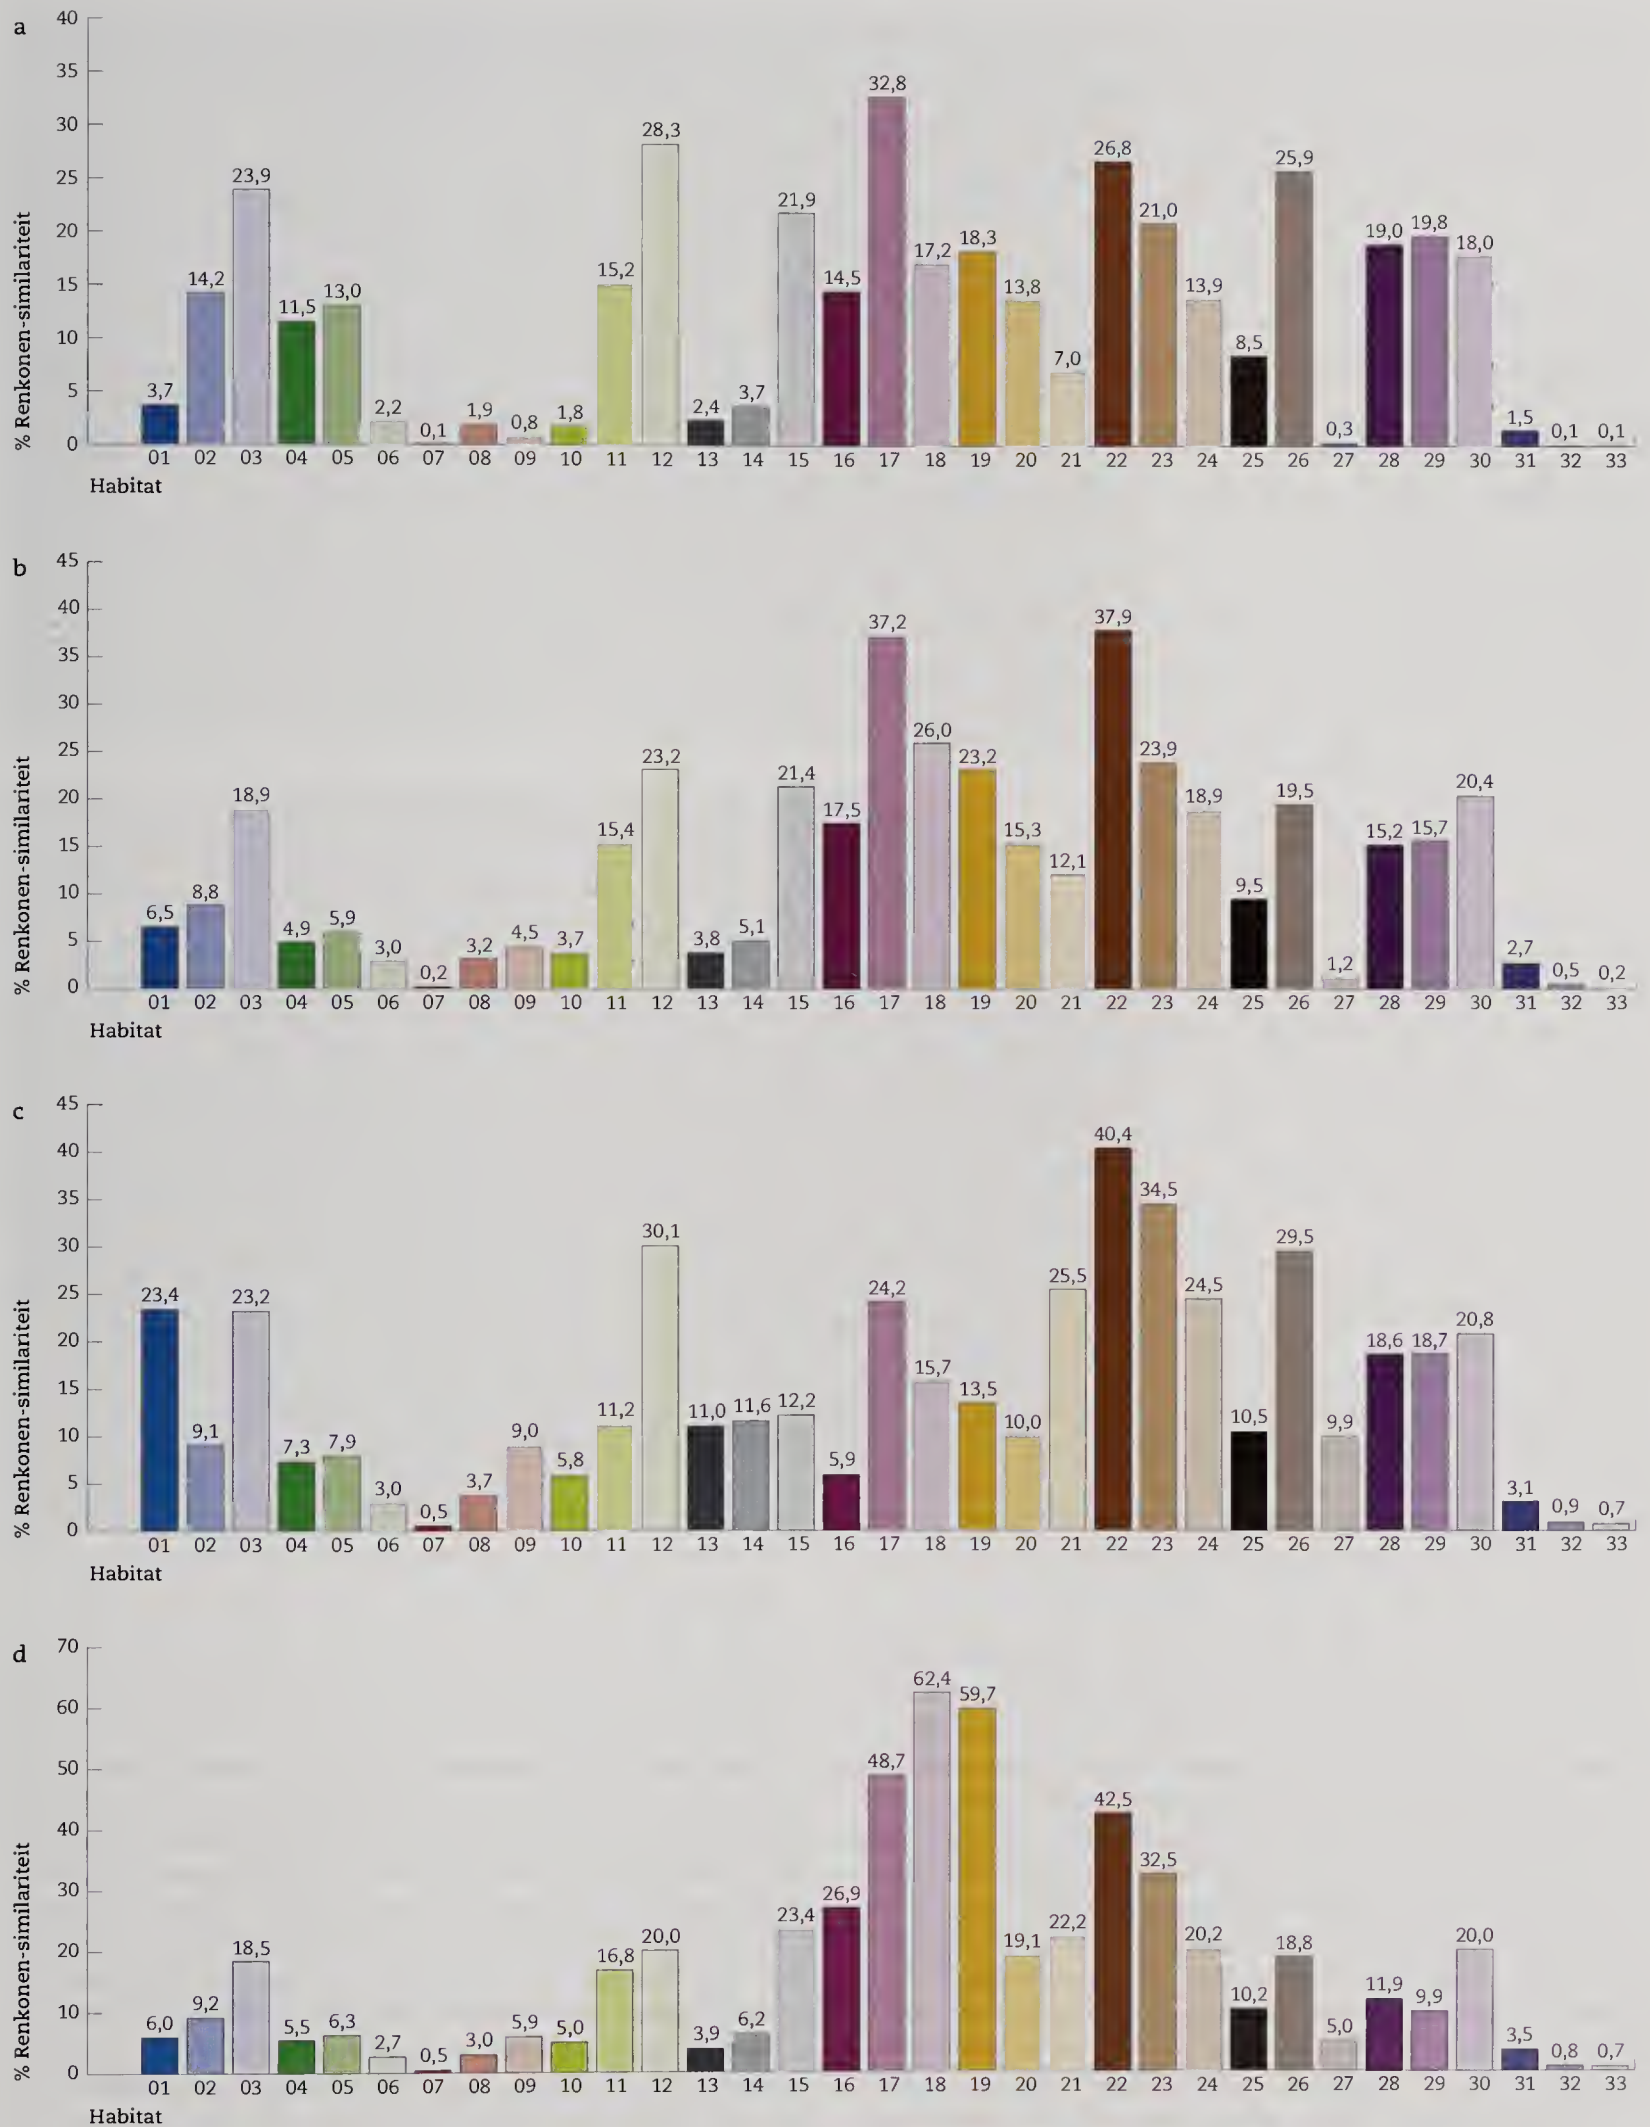 a
% Renkonen-similariteit
40
35
30
25
20
15
10
5
0
3,7 14,2 23,9 11,5 13,0 2,2 0,1 1,9 0,8 1,8 15,2 28,3 2,4 3,7 21,9 14,5 32,8 17,2 18,3 13,8 7,0 26,8 21,0 13,9 8,5 25,9 0,3 19,0 19,8 18,0 1,5 0,1 0,1
01 02 03 04 05 06 07 08 09 10 11 12 13 14 15 16 17 18 19 20 21 22 23 24 25 26 27 28 29 30 31 32 33
Habitat
b
% Renkonen-similariteit
45
40
35
30
25
20
15
10
5
0
6,5 8,8 18,9 4,9 5,9 3,0 0,2 3,2 4,5 3,7 15,4 23,2 3,8 5,1 21,4 17,5 37,2 26,0 23,2 15,3 12,1 37,9 23,9 18,9 9,5 19,5 1,2 15,2 15,7 20,4 2,7 0,5 0,2
01 02 03 04 05 06 07 08 09 10 11 12 13 14 15 16 17 18 19 20 21 22 23 24 25 26 27 28 29 30 31 32 33
Habitat
c
% Renkonen-similariteit
45
40
35
30
25
20
15
10
5
0
23,4 9,1 23,2 7,3 7,9 3,0 0,5 3,7 9,0 5,8 11,2 30,1 11,0 11,6 12,2 5,9 24,2 15,7 13,5 10,0 25,5 40,4 34,5 24,5 10,5 29,5 9,9 18,6 18,7 20,8 3,1 0,9 0,7
01 02 03 04 05 06 07 08 09 10 11 12 13 14 15 16 17 18 19 20 21 22 23 24 25 26 27 28 29 30 31 32 33
Habitat
d
% Renkonen-similariteit
70
60
50
40
30
20
10
0
6,0 9,2 18,5 5,5 6,3 2,7 0,5 3,0 5,9 5,0 16,8 20,0 3,9 6,2 23,4 26,9 48,7 62,4 59,7 19,1 22,2 42,5 32,5 20,2 10,2 18,8 5,0 11,9 9,9 20,0 3,5 0,8 0,7
01 02 03 04 05 06 07 08 09 10 11 12 13 14 15 16 17 18 19 20 21 22 23 24 25 26 27 28 29 30 31 32 33
Habitat